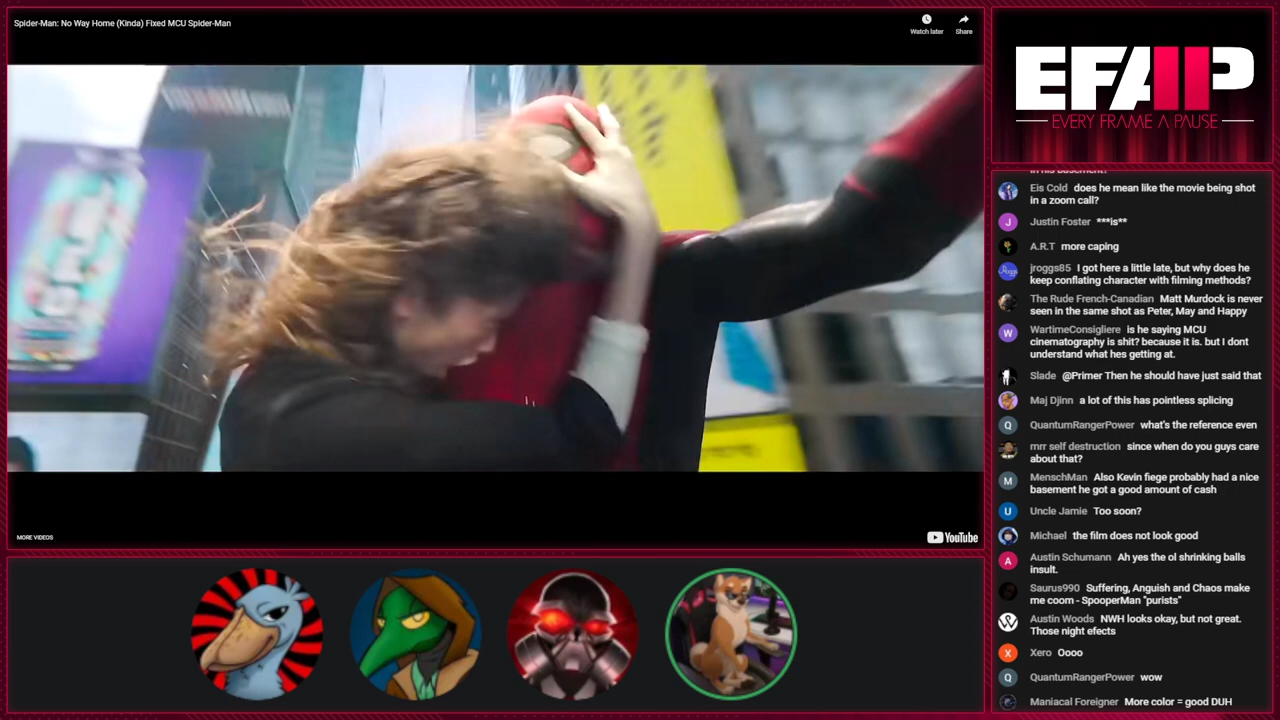 Spider-Man: No Way Home (Kinda) Fixed MCU Spider-Man
Watch later
Share
MORE VIDEOS
YouTube
EFAP
EVERY FRAME A PAUSE
in his basement?
Eis Cold does he mean like the movie being shot
in a zoom call?
J
Justin Foster ***is**
A.R.T more caping
jroggs85 I got here a little late, but why does he
keep conflating character with filming methods?
The Rude French-Canadian Matt Murdock is never
seen in the same shot as Peter, May and Happy
W
WartimeConsigliere is he saying MCU
cinematography is shit? because it is. but I dont
understand what hes getting at.
Slade @Primer Then he should have just said that
Maj Djinn a lot of this has pointless splicing
Q
QuantumRangerPower what's the reference even
mrr self destruction since when do you guys care
about that?
M
MenschMan Also Kevin fiege probably had a nice
basement he got a good amount of cash
U
Uncle Jamie Too soon?
Michael the film does not look good
A
Austin Schumann Ah yes the ol shrinking balls
insult.
Saurus990 Suffering, Anguish and Chaos make
me coom - SpooperMan "purists"
Austin Woods NWH looks okay, but not great.
Those night efects
X
Xero Oooo
Q
QuantumRangerPower wow
Maniacal Foreigner More color = good DUH